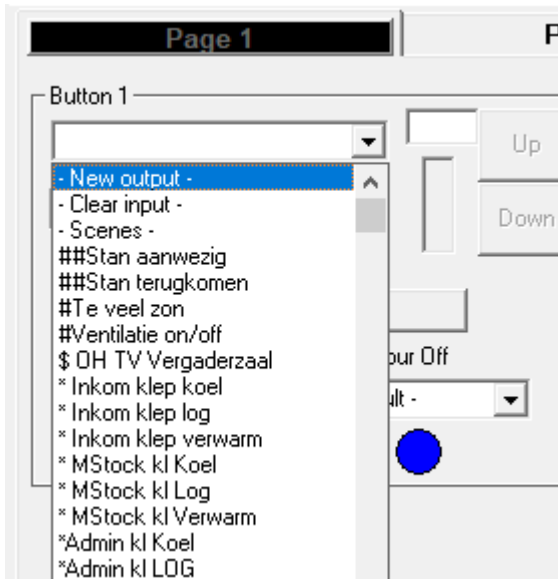 Page 1
P
Button 1
Up
- New output -
- Clear input -
- Scenes -
Down
##Stan aanwezig
##Stan terugkomen
#Te veel zon
#Ventilatie on/off
$ OH TV Vergaderzaal
our Off
* Inkom klep koel
ult -
* Inkom klep log
* Inkom klep verwarm
* MStock kl Koel
* MStock kl Log
* MStock kl Verwarm
*Admin kl Koel
*Admin kl LOG